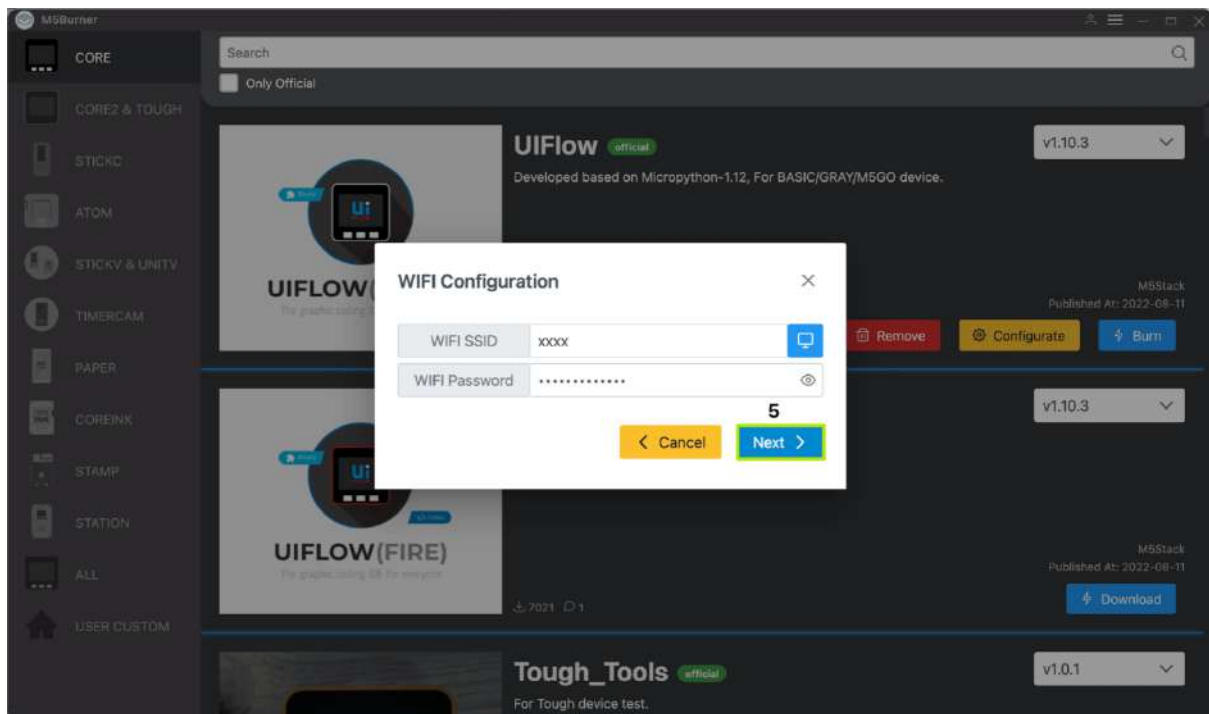 M5Burner
CORE
Search
Only Official
CORE2 & TOUGH
STICKC
ATOM
STICKV & UNITV
TIMERCAM
PAPER
COREINK
STAMP
STATION
ALL
USER CUSTOM
UIFlow official
v1.10.3
Developed based on Micropython-1.12, For BASIC/GRAY/M5GO device.
Ui
UIFLOW(
M5Stack
Published At: 2022-08-11
Remove
Configurate
Burn
WIFI Configuration
WIFI SSID xxxx
WIFI Password •••••••••••••
5
Cancel
Next
v1.10.3
Ui
UIFLOW(FIRE)
M5Stack
Published At: 2022-08-11
7021 1
Download
Tough_Tools official
v1.0.1
For Tough device test.